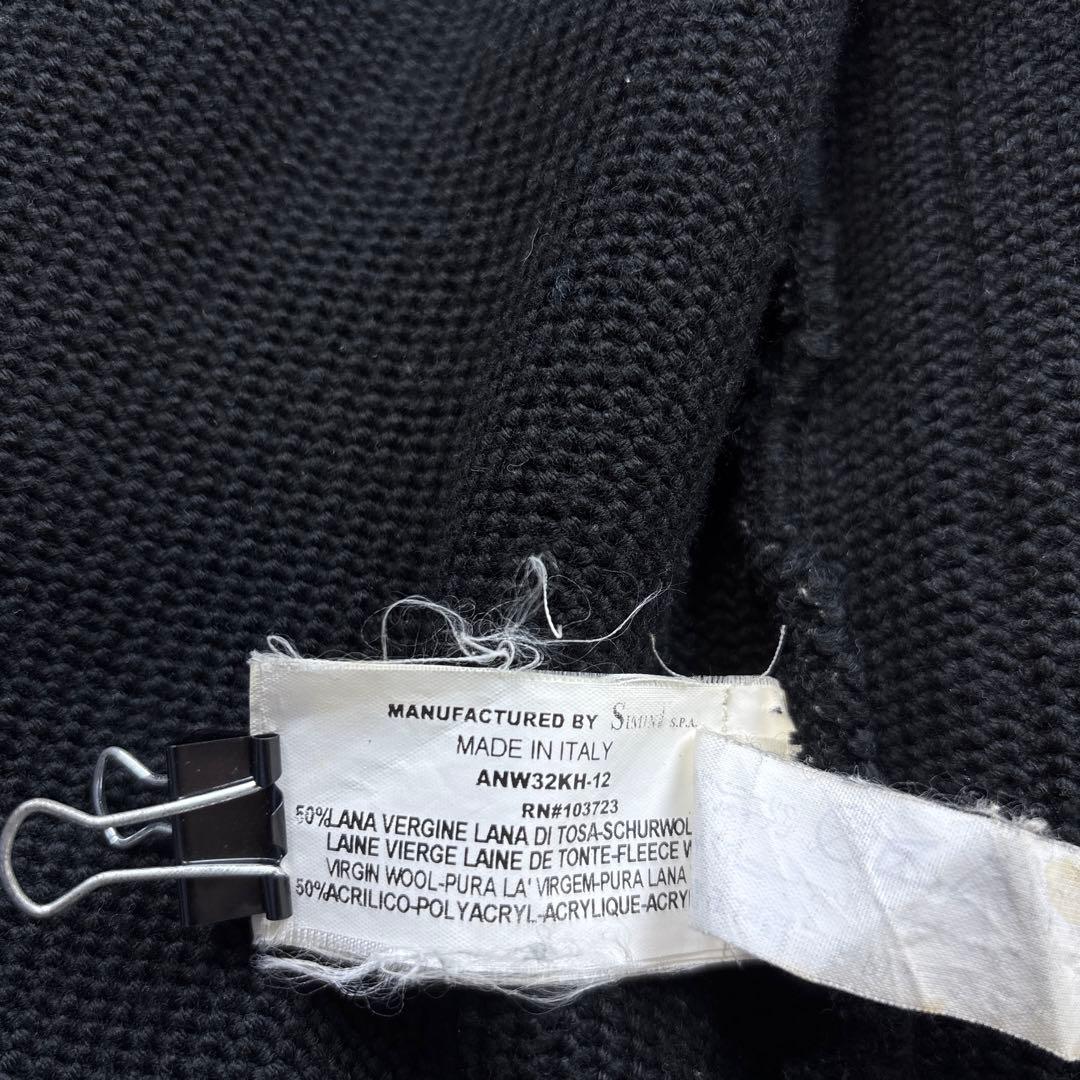 MANUFACTURED BY SIMINT S.P.A.
MADE IN ITALY
ANW32KH-12
RN#103723
50%LANA VERGINE LANA DI TOSA-SCHURWOL
LAINE VIERGE LAINE DE TONTE-FLEECE W
VIRGIN WOOL-PURA LA' VIRGEM-PURA LANA
50%ACRILICO-POLYACRYL-ACRYLIQUE-ACRY